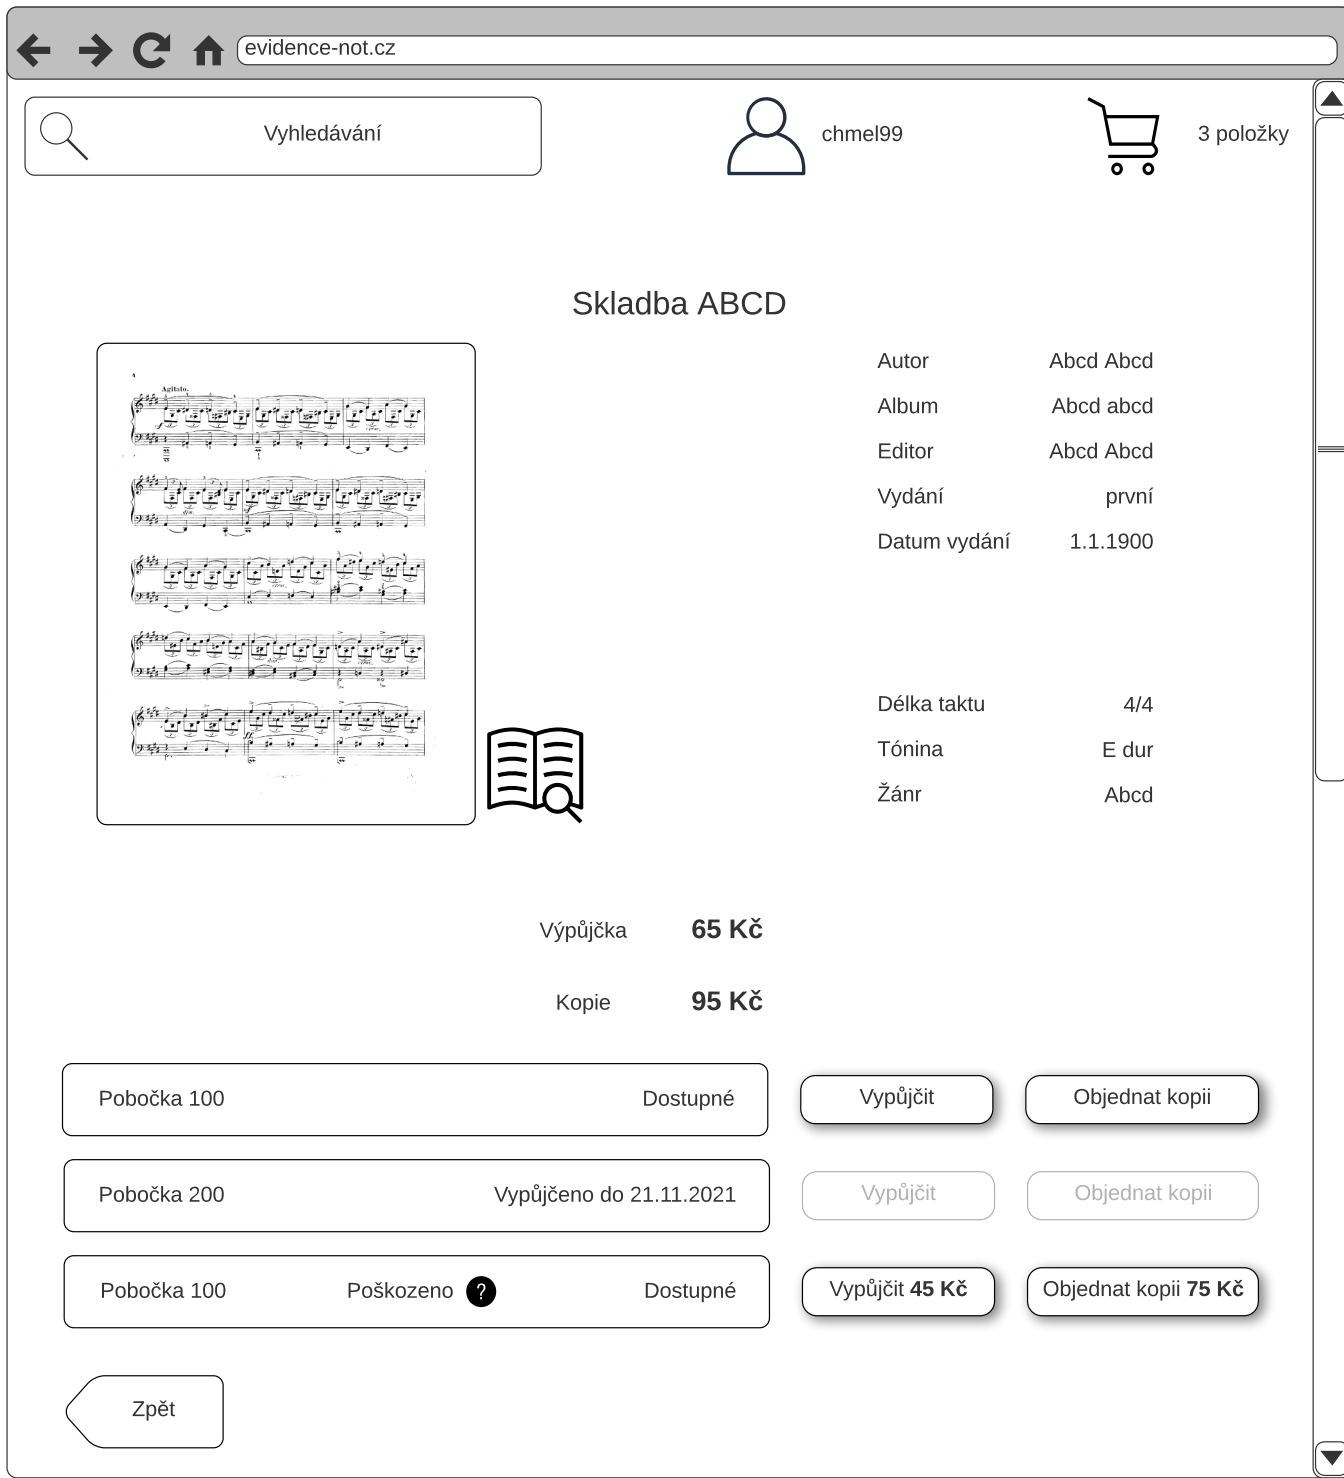 evidence-not.cz
Vyhledávání
chmel99
3 položky
Skladba ABCD
4
Agitato.
Autor Abcd Abcd
Album Abcd abcd
Editor Abcd Abcd
Vydání první
Datum vydání 1.1.1900
Délka taktu 4/4
Tónina E dur
Žánr Abcd
Výpůjčka 65 Kč
Kopie 95 Kč
Pobočka 100 Dostupné Vypůjčit Objednat kopii
Pobočka 200 Vypůjčeno do 21.11.2021 Vypůjčit Objednat kopii
Pobočka 100 Poškozeno ? Dostupné Vypůjčit 45 Kč Objednat kopii 75 Kč
Zpět